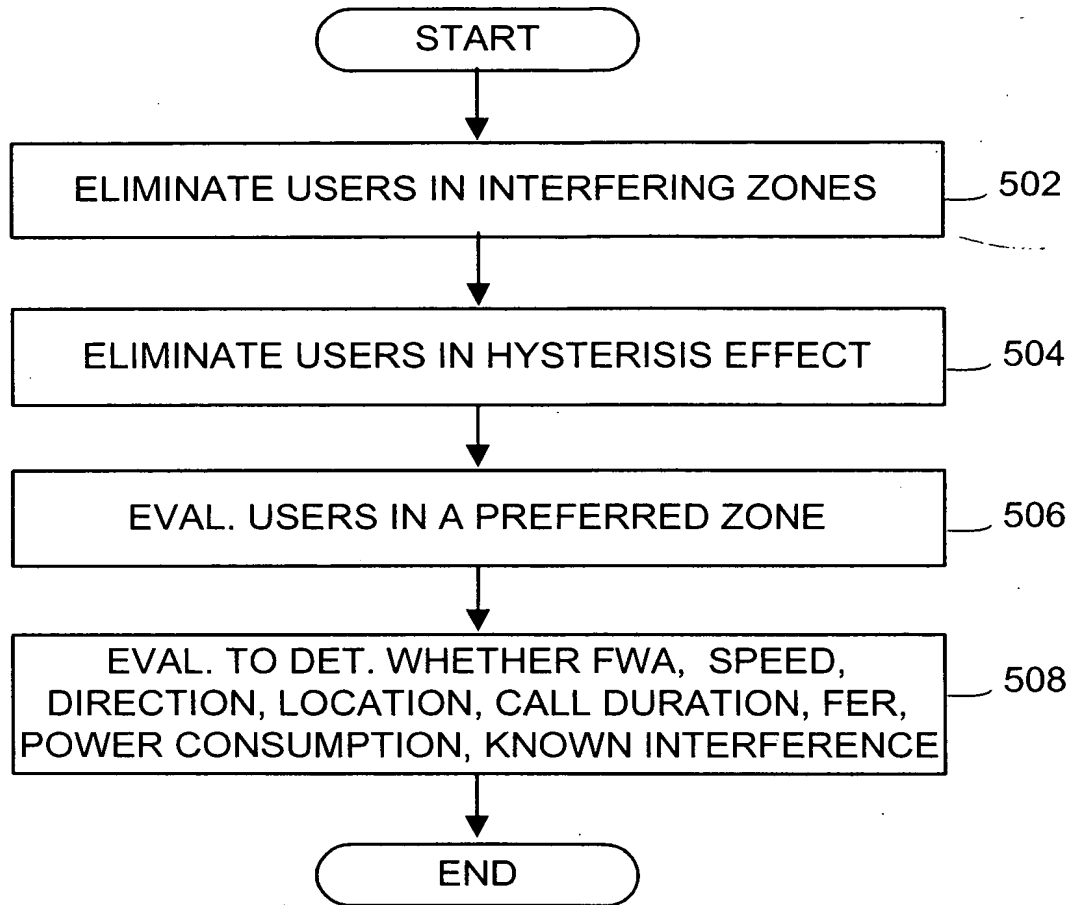 START
ELIMINATE USERS IN INTERFERING ZONES
502
ELIMINATE USERS IN HYSTERISIS EFFECT
504
EVAL. USERS IN A PREFERRED ZONE
506
EVAL. TO DET. WHETHER FWA, SPEED,
DIRECTION, LOCATION, CALL DURATION, FER,
POWER CONSUMPTION, KNOWN INTERFERENCE
508
END